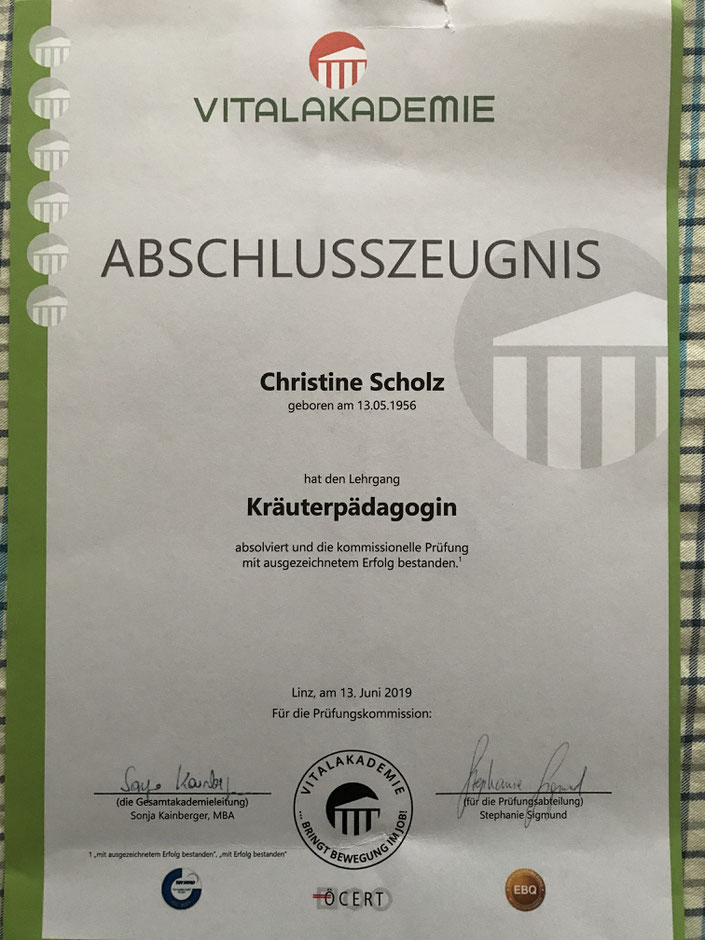 VITALAKADEMIE
ABSCHLUSSZEUGNIS
Christine Scholz
geboren am 13.05.1956
hat den Lehrgang
Kräuterpädagogin
absolviert und die kommissionelle Prüfung
mit ausgezeichnetem Erfolg bestanden.¹
Linz, am 13. Juni 2019
Für die Prüfungskommission:
(die Gesamtakademieleitung)
Sonja Kainberger, MBA
VITALAKADEMIE
... BRINGT BEWEGUNG IM JOB!
(für die Prüfungsabteilung)
Stephanie Sigmund
1 „mit ausgezeichnetem Erfolg bestanden", „mit Erfolg bestanden"
ÖCERT
EBQ